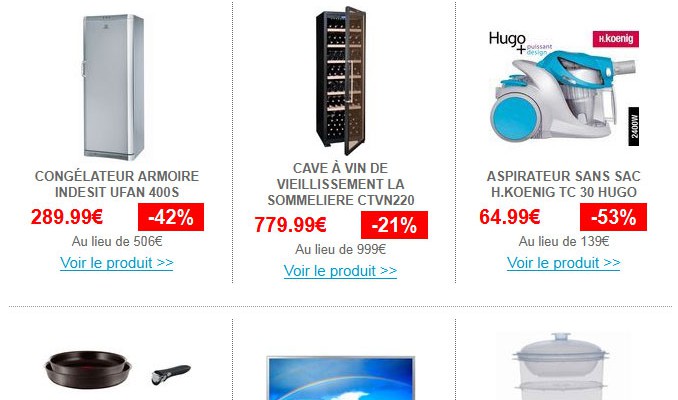 CONGÉLATEUR ARMOIRE
INDESIT UFAN 400S
289.99€ -42%
Au lieu de 506€
Voir le produit >>
CAVE À VIN DE
VIEILLISSEMENT LA
SOMMELIERE CTVN220
779.99€ -21%
Au lieu de 999€
Voir le produit >>
Hugo
+puissant
design
H.koenig
2400W
ASPIRATEUR SANS SAC
H.KOENIG TC 30 HUGO
64.99€ -53%
Au lieu de 139€
Voir le produit >>